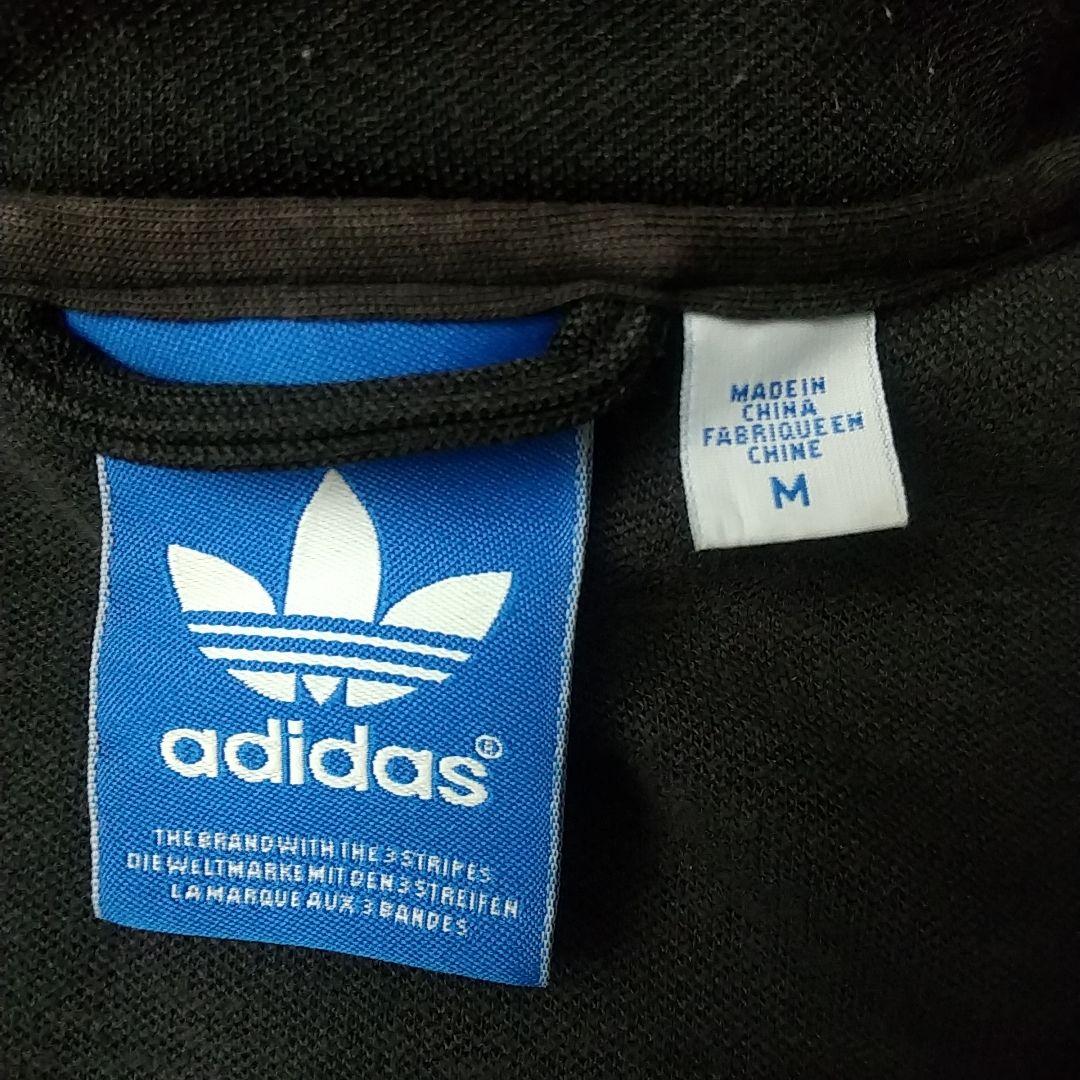 adidas®
THE BRAND WITH THE 3 STRIPES
DIE WELTMARKE MIT DEN 3 STREIFEN
LA MARQUE AUX 3 BANDES
MADE IN
CHINA
FABRIQUE EN
CHINE
M